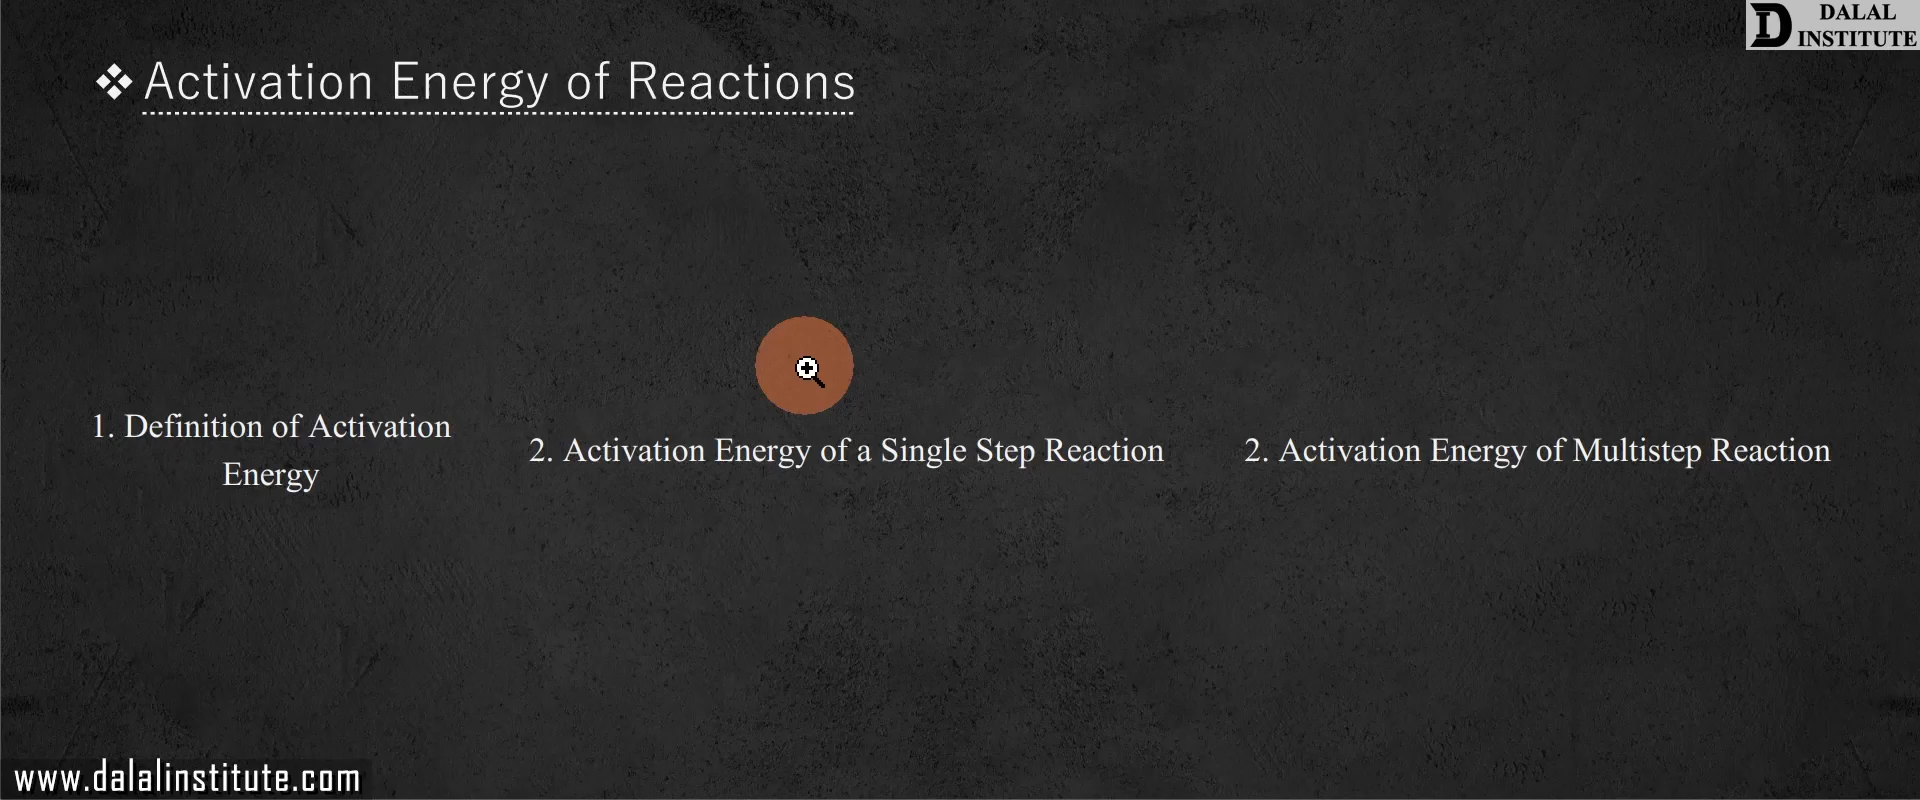 DALAL
INSTITUTE
❖ Activation Energy of Reactions
1. Definition of Activation
Energy
2. Activation Energy of a Single Step Reaction
2. Activation Energy of Multistep Reaction
www.dalalinstitute.com